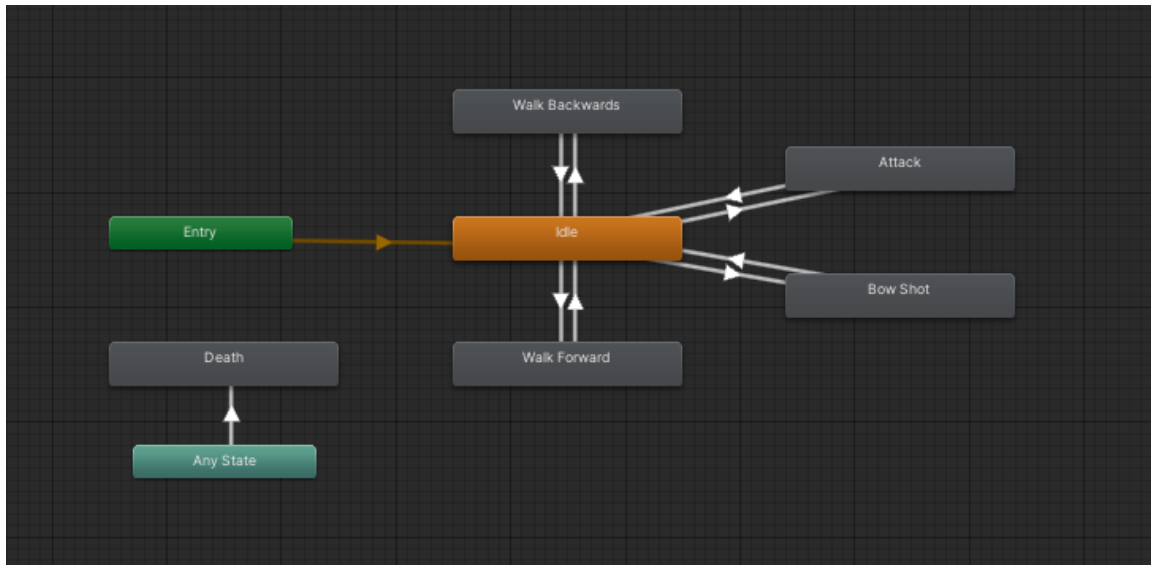 Walk Backwards
Attack
Entry
Idle
Bow Shot
Death
Walk Forward
Any State